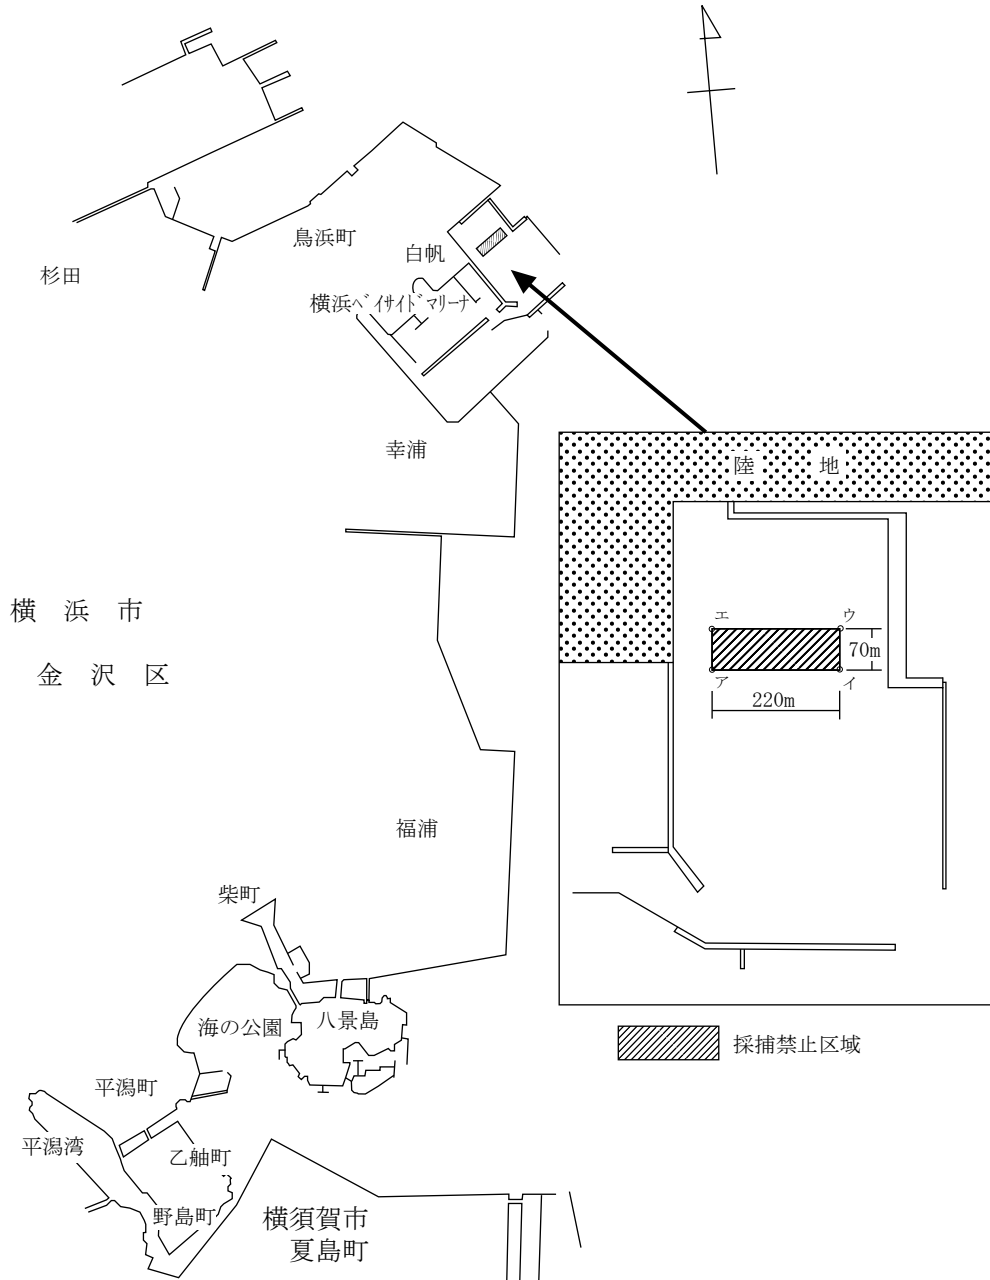 鳥浜町
白帆
杉田
横浜ベイサイドマリーナ
幸浦
陸 地
横 浜 市
金 沢 区
エ
ウ
70m
ア
イ
220m
福浦
柴町
海の公園
八景島
採捕禁止区域
平潟町
平潟湾
乙舳町
野島町
横須賀市
夏島町